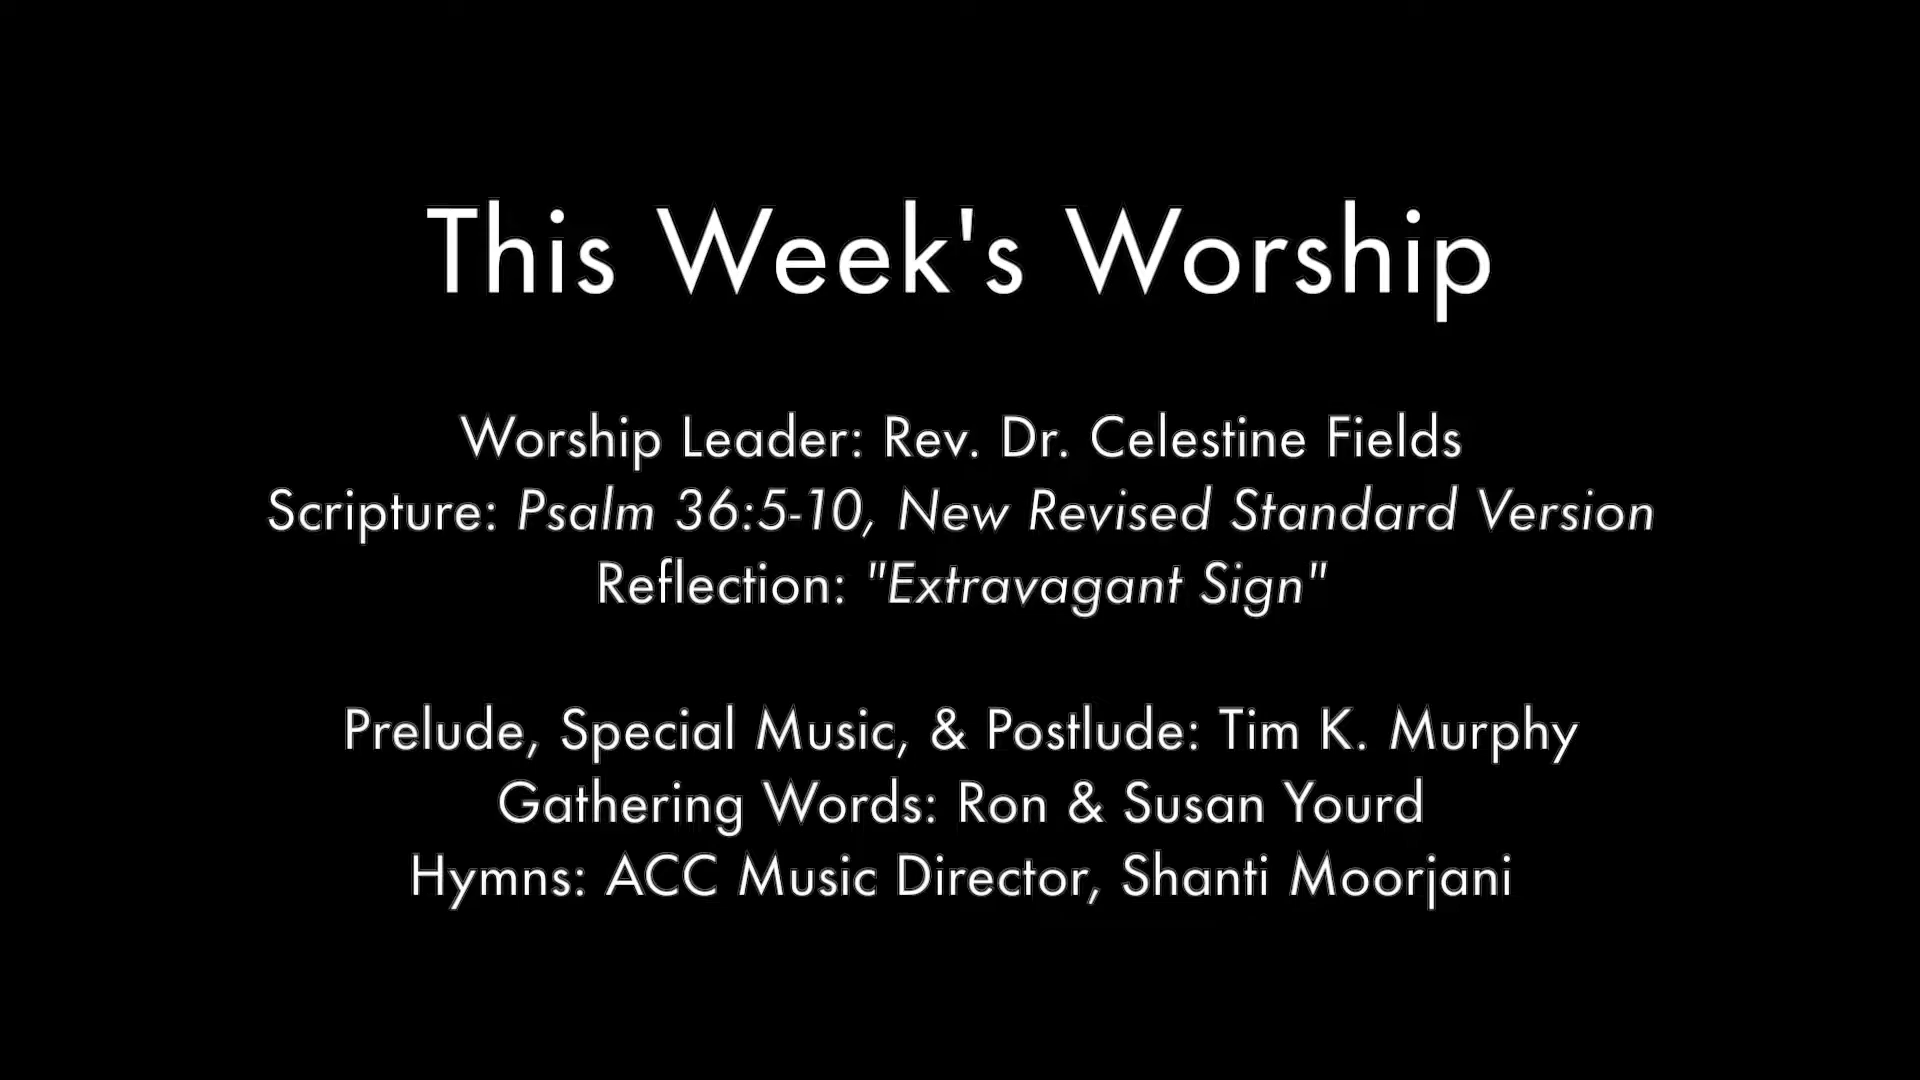 This Week's Worship
Worship Leader: Rev. Dr. Celestine Fields
Scripture: Psalm 36:5-10, New Revised Standard Version
Reflection: "Extravagant Sign"
Prelude, Special Music, & Postlude: Tim K. Murphy
Gathering Words: Ron & Susan Yourd
Hymns: ACC Music Director, Shanti Moorjani